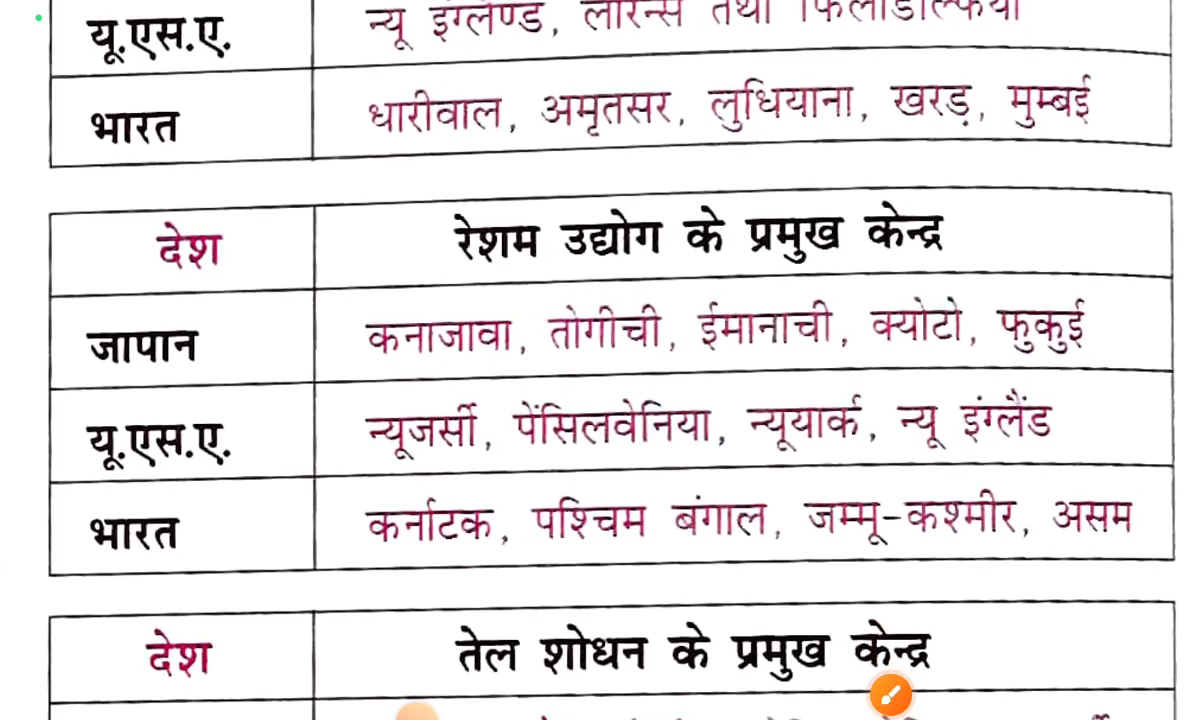 यू.एस.ए. न्यू इंग्लैण्ड, लॉरेन्स तथा फिलाडेल्फिया
भारत धारीवाल, अमृतसर, लुधियाना, खरड़, मुम्बई
देश रेशम उद्योग के प्रमुख केन्द्र
जापान कनाजावा, तोगीची, ईमानाची, क्योटो, फुकुई
यू.एस.ए. न्यूजर्सी, पेंसिलवेनिया, न्यूयार्क, न्यू इंग्लैंड
भारत कर्नाटक, पश्चिम बंगाल, जम्मू-कश्मीर, असम
देश तेल शोधन के प्रमुख केन्द्र